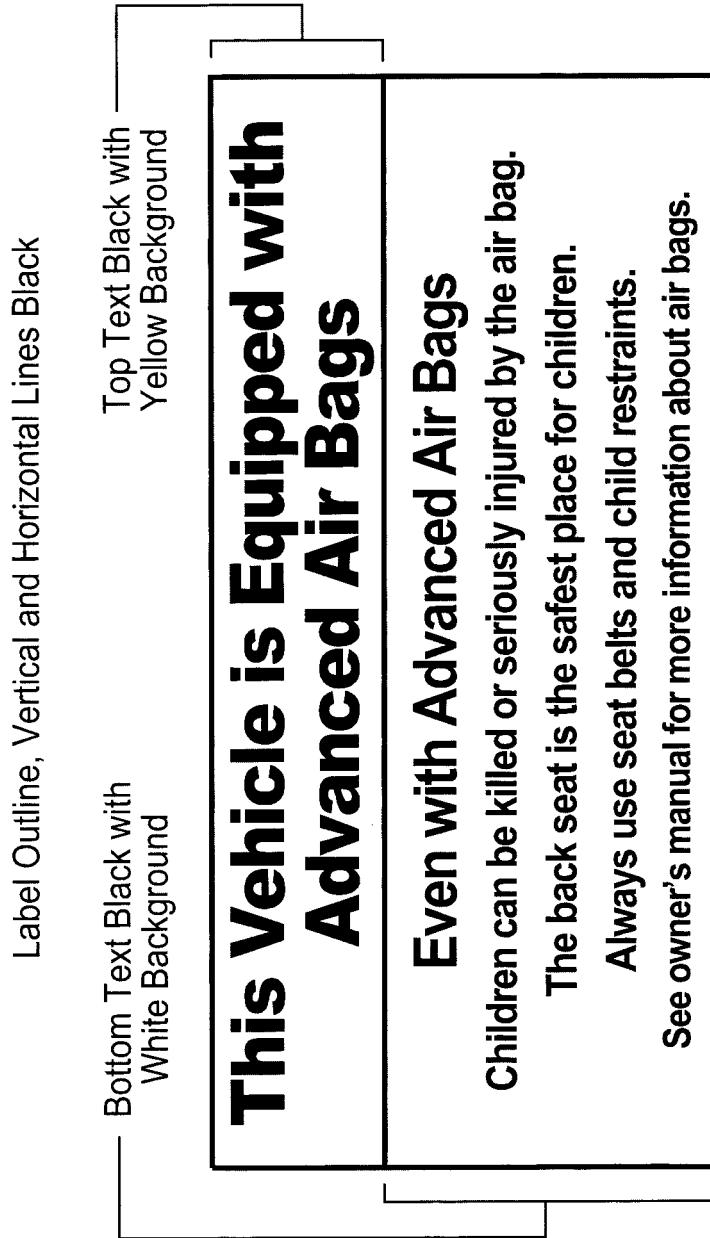 Label Outline, Vertical and Horizontal Lines Black
Bottom Text Black with
White Background
Top Text Black with
Yellow Background
This Vehicle is Equipped with
Advanced Air Bags
Even with Advanced Air Bags
Children can be killed or seriously injured by the air bag.
The back seat is the safest place for children.
Always use seat belts and child restraints.
See owner's manual for more information about air bags.